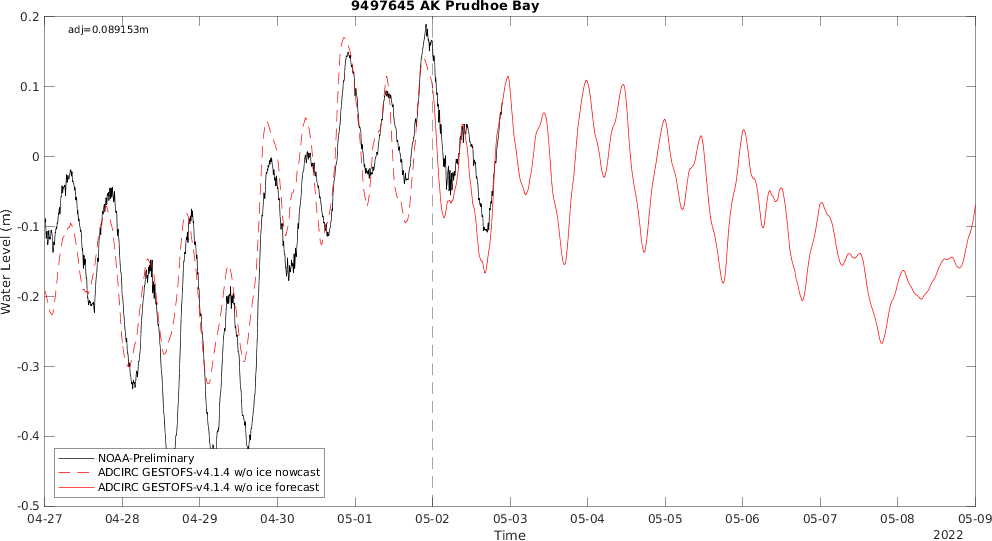 9497645 AK Prudhoe Bay
adj=0.089153m
0.2
0.1
0
-0.1
-0.2
-0.3
-0.4
-0.5
Water Level (m)
NOAA-Preliminary
ADCIRC GESTOFS-v4.1.4 w/o ice nowcast
ADCIRC GESTOFS-v4.1.4 w/o ice forecast
04-27 04-28 04-29 04-30 05-01 05-02 05-03 05-04 05-05 05-06 05-07 05-08 05-09
Time
2022